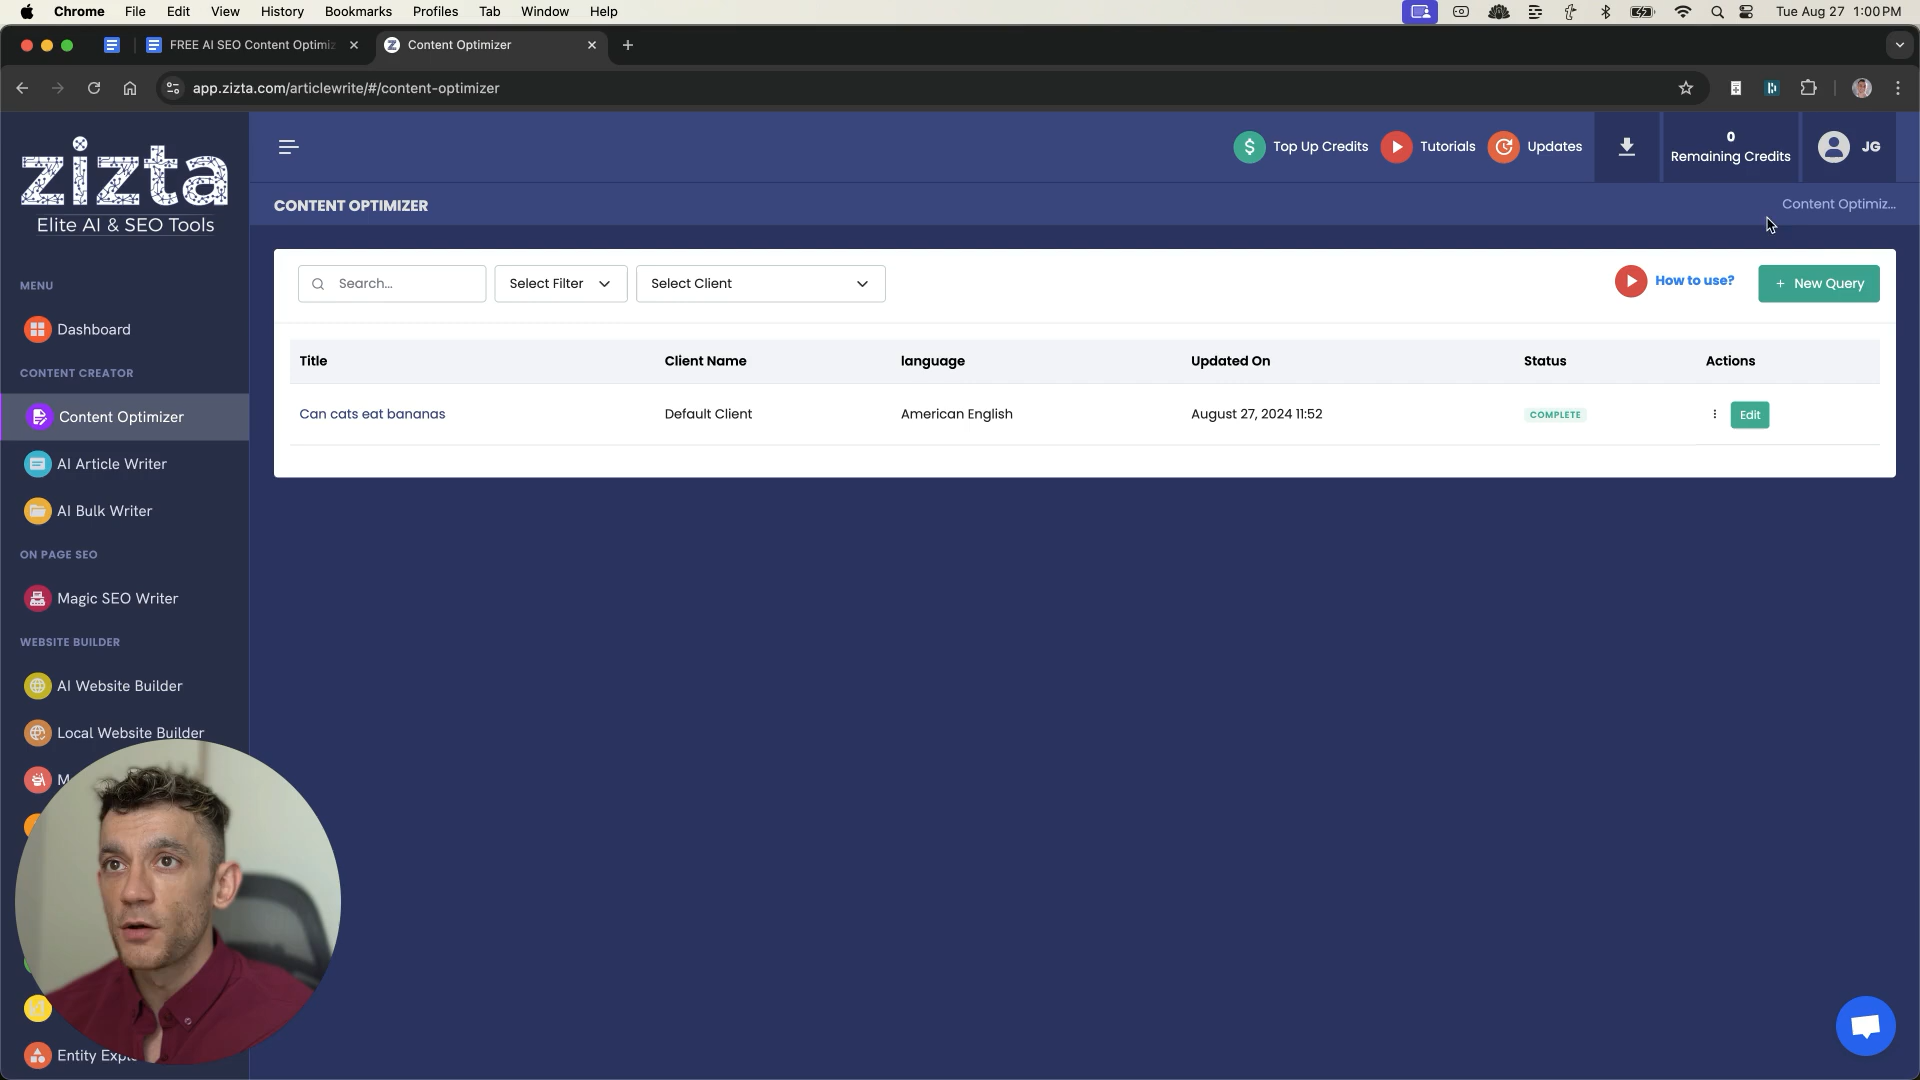 Chrome File Edit View History Bookmarks Profiles Tab Window Help
Tue Aug 27 1:00 PM
FREE AI SEO Content Optimiz
Content Optimizer
app.zizta.com/articlewrite/#/content-optimizer
zizta
Elite AI & SEO Tools
Top Up Credits
Tutorials
Updates
0
Remaining Credits
JG
CONTENT OPTIMIZER
Content Optimiz...
MENU
Dashboard
CONTENT CREATOR
Content Optimizer
AI Article Writer
AI Bulk Writer
ON PAGE SEO
Magic SEO Writer
WEBSITE BUILDER
AI Website Builder
Local Website Builder
M
Entity Expl
Search...
Select Filter
Select Client
How to use?
+ New Query
Title Client Name language Updated On Status Actions
Can cats eat bananas Default Client American English August 27, 2024 11:52 COMPLETE Edit